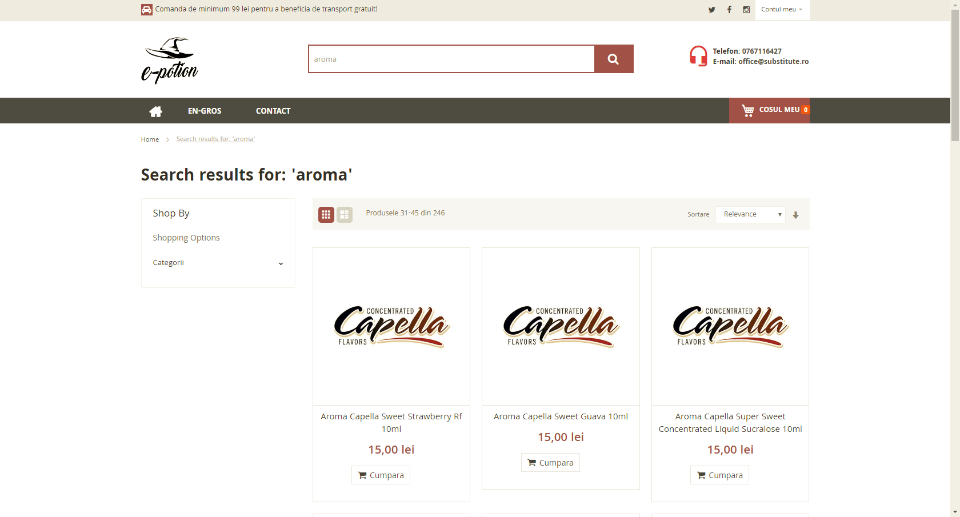 Comanda de minimum 99 lei pentru a beneficia de transport gratuit!
Contul meu
e-potion
aroma
Telefon: 0767116427
E-mail: office@substitute.ro
EN-GROS
CONTACT
COSUL MEU 0
Home
Search results for: 'aroma'
Search results for: 'aroma'
Shop By
Shopping Options
Categorii
Produsele 31-45 din 246
Sortare
Relevance
CONCENTRATED
Capella
FLAVORS
Aroma Capella Sweet Strawberry Rf
10ml
15,00 lei
Cumpara
CONCENTRATED
Capella
FLAVORS
Aroma Capella Sweet Guava 10ml
15,00 lei
Cumpara
CONCENTRATED
Capella
FLAVORS
Aroma Capella Super Sweet
Concentrated Liquid Sucralose 10ml
15,00 lei
Cumpara